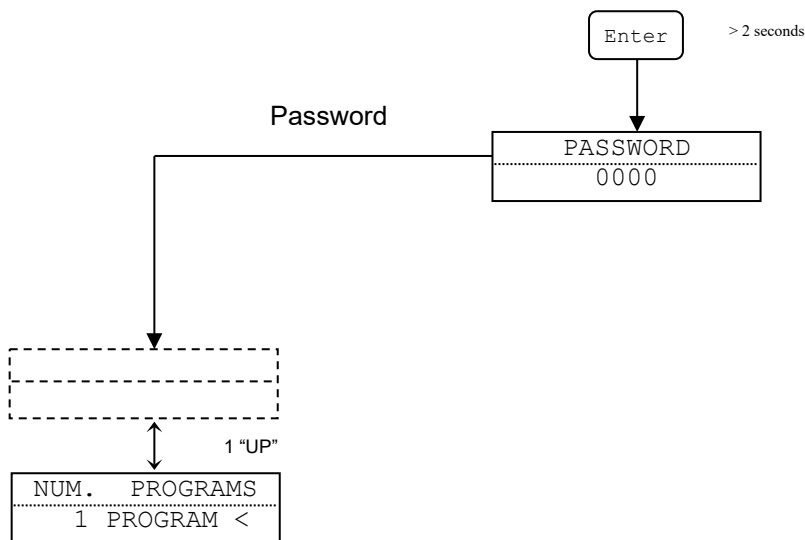 Enter
> 2 seconds
Password
PASSWORD
0000
1 “UP”
NUM. PROGRAMS
1 PROGRAM <